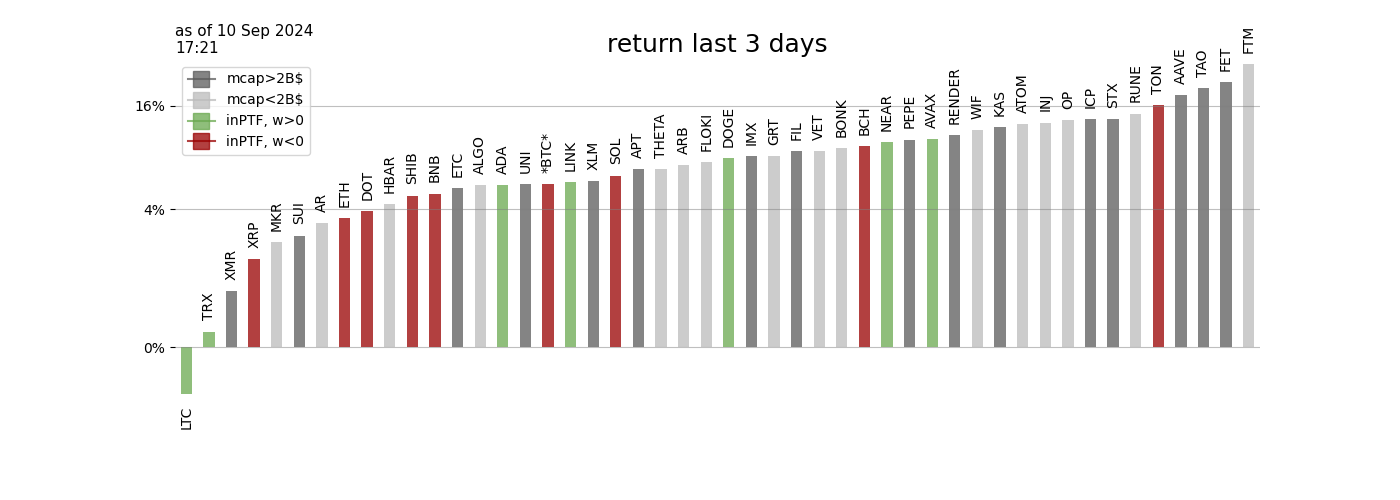 as of 10 Sep 2024
17:21
return last 3 days
mcap>2B$
mcap<2B$
inPTF, w>0
inPTF, w<0
16%
4%
0%
LTC
TRX
XMR
XRP
MKR
SUI
AR
ETH
DOT
HBAR
SHIB
BNB
ETC
ALGO
ADA
UNI
*BTC*
LINK
XLM
SOL
APT
THETA
ARB
FLOKI
DOGE
IMX
GRT
FIL
VET
BONK
BCH
NEAR
PEPE
AVAX
RENDER
WIF
KAS
ATOM
INJ
OP
ICP
STX
RUNE
TON
AAVE
TAO
FET
FTM